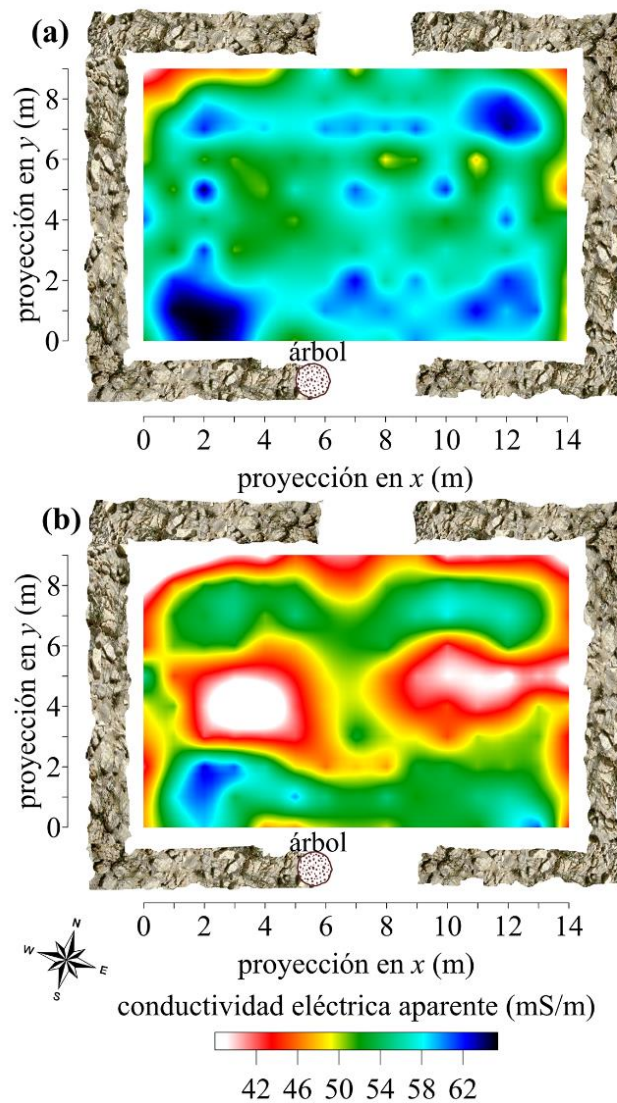 (a)
proyección en y (m)
8
6
4
2
0
árbol
0 2 4 6 8 10 12 14
proyección en x (m)
(b)
proyección en y (m)
8
6
4
2
0
árbol
0 2 4 6 8 10 12 14
proyección en x (m)
N
W
E
S
conductividad eléctrica aparente (mS/m)
42 46 50 54 58 62